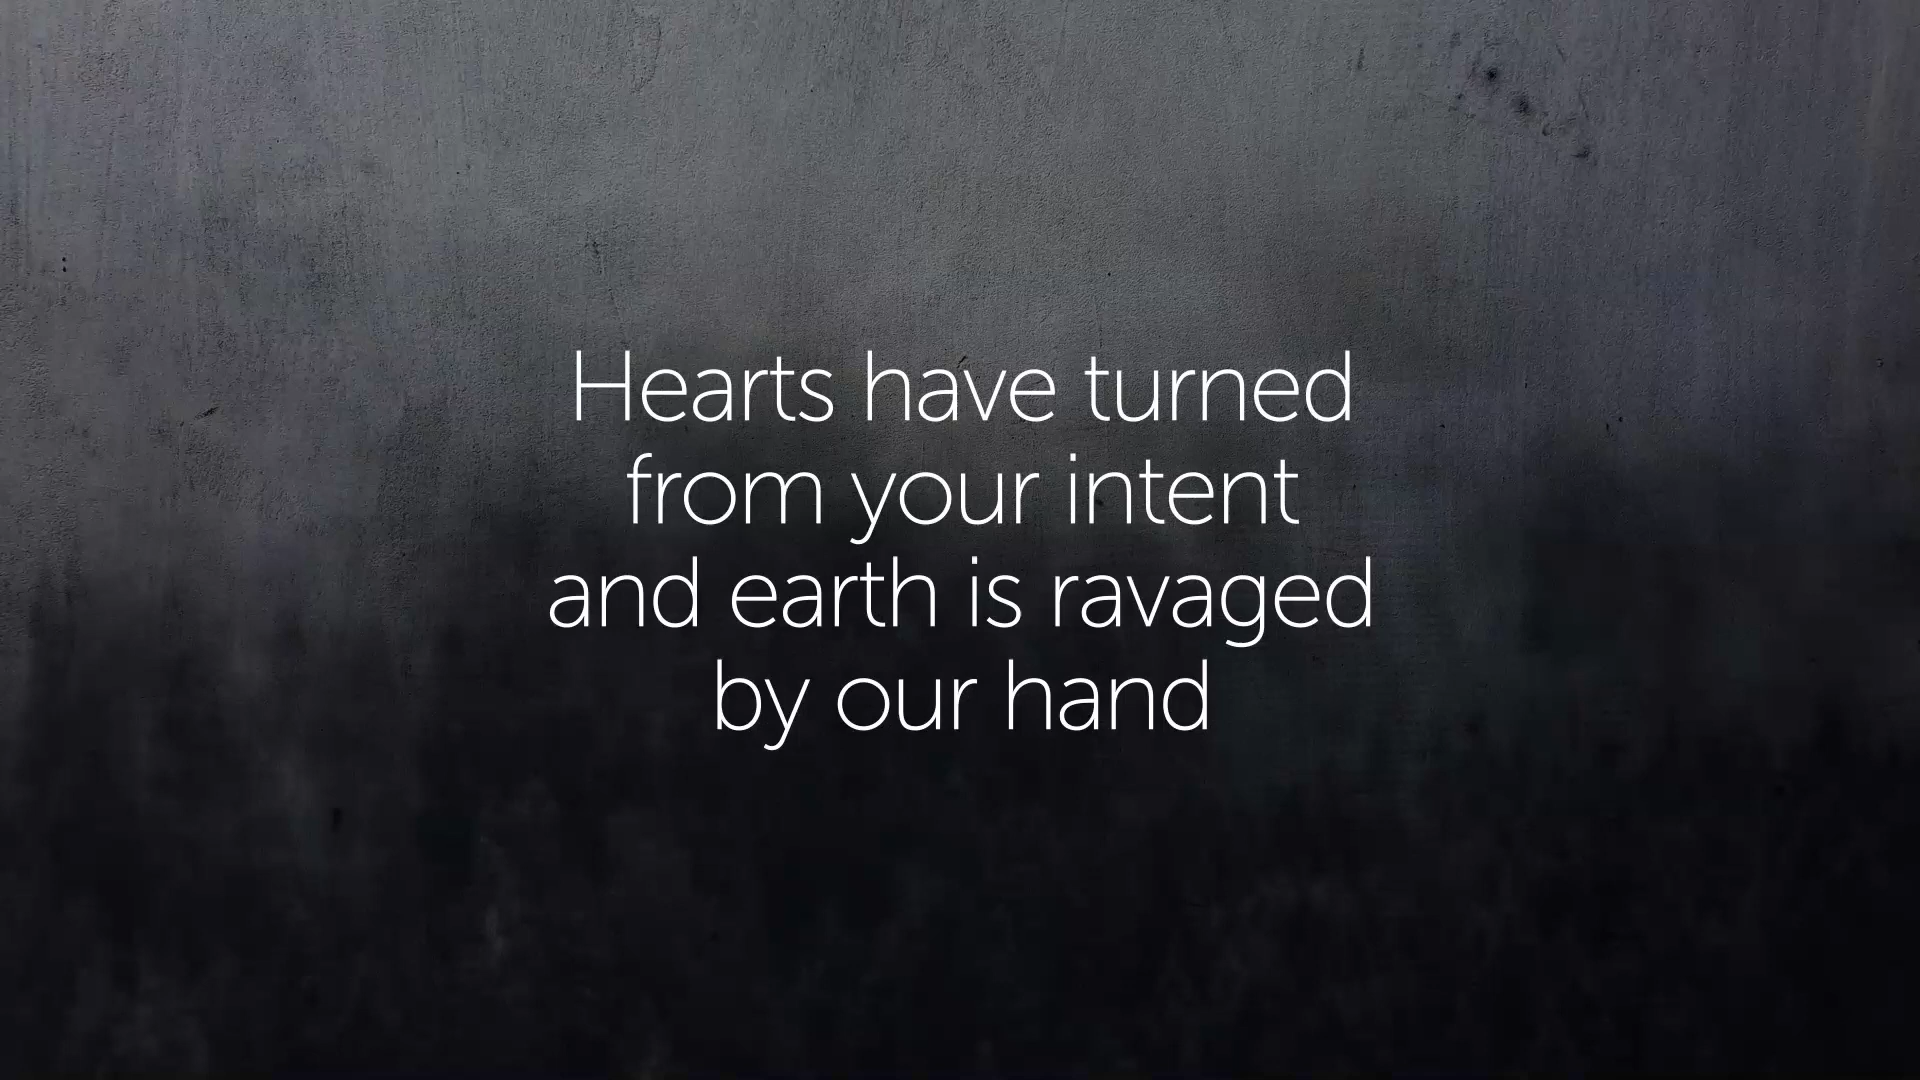 Hearts have turned
from your intent
and earth is ravaged
by our hand